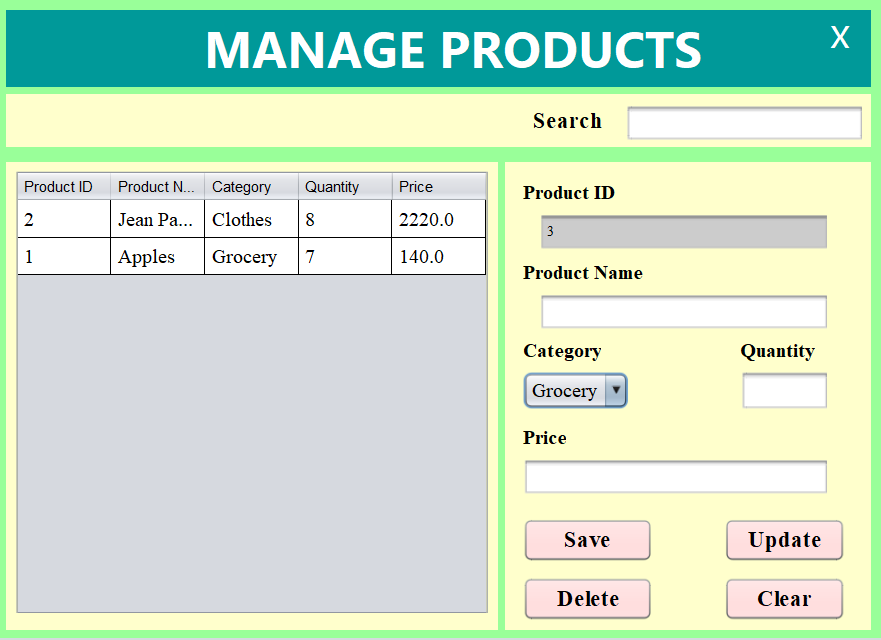 MANAGE PRODUCTS X
Search
Product ID Product N... Category Quantity Price
2 Jean Pa... Clothes 8 2220.0
1 Apples Grocery 7 140.0
Product ID
3
Product Name
Category Quantity
Grocery
Price
Save Update
Delete Clear